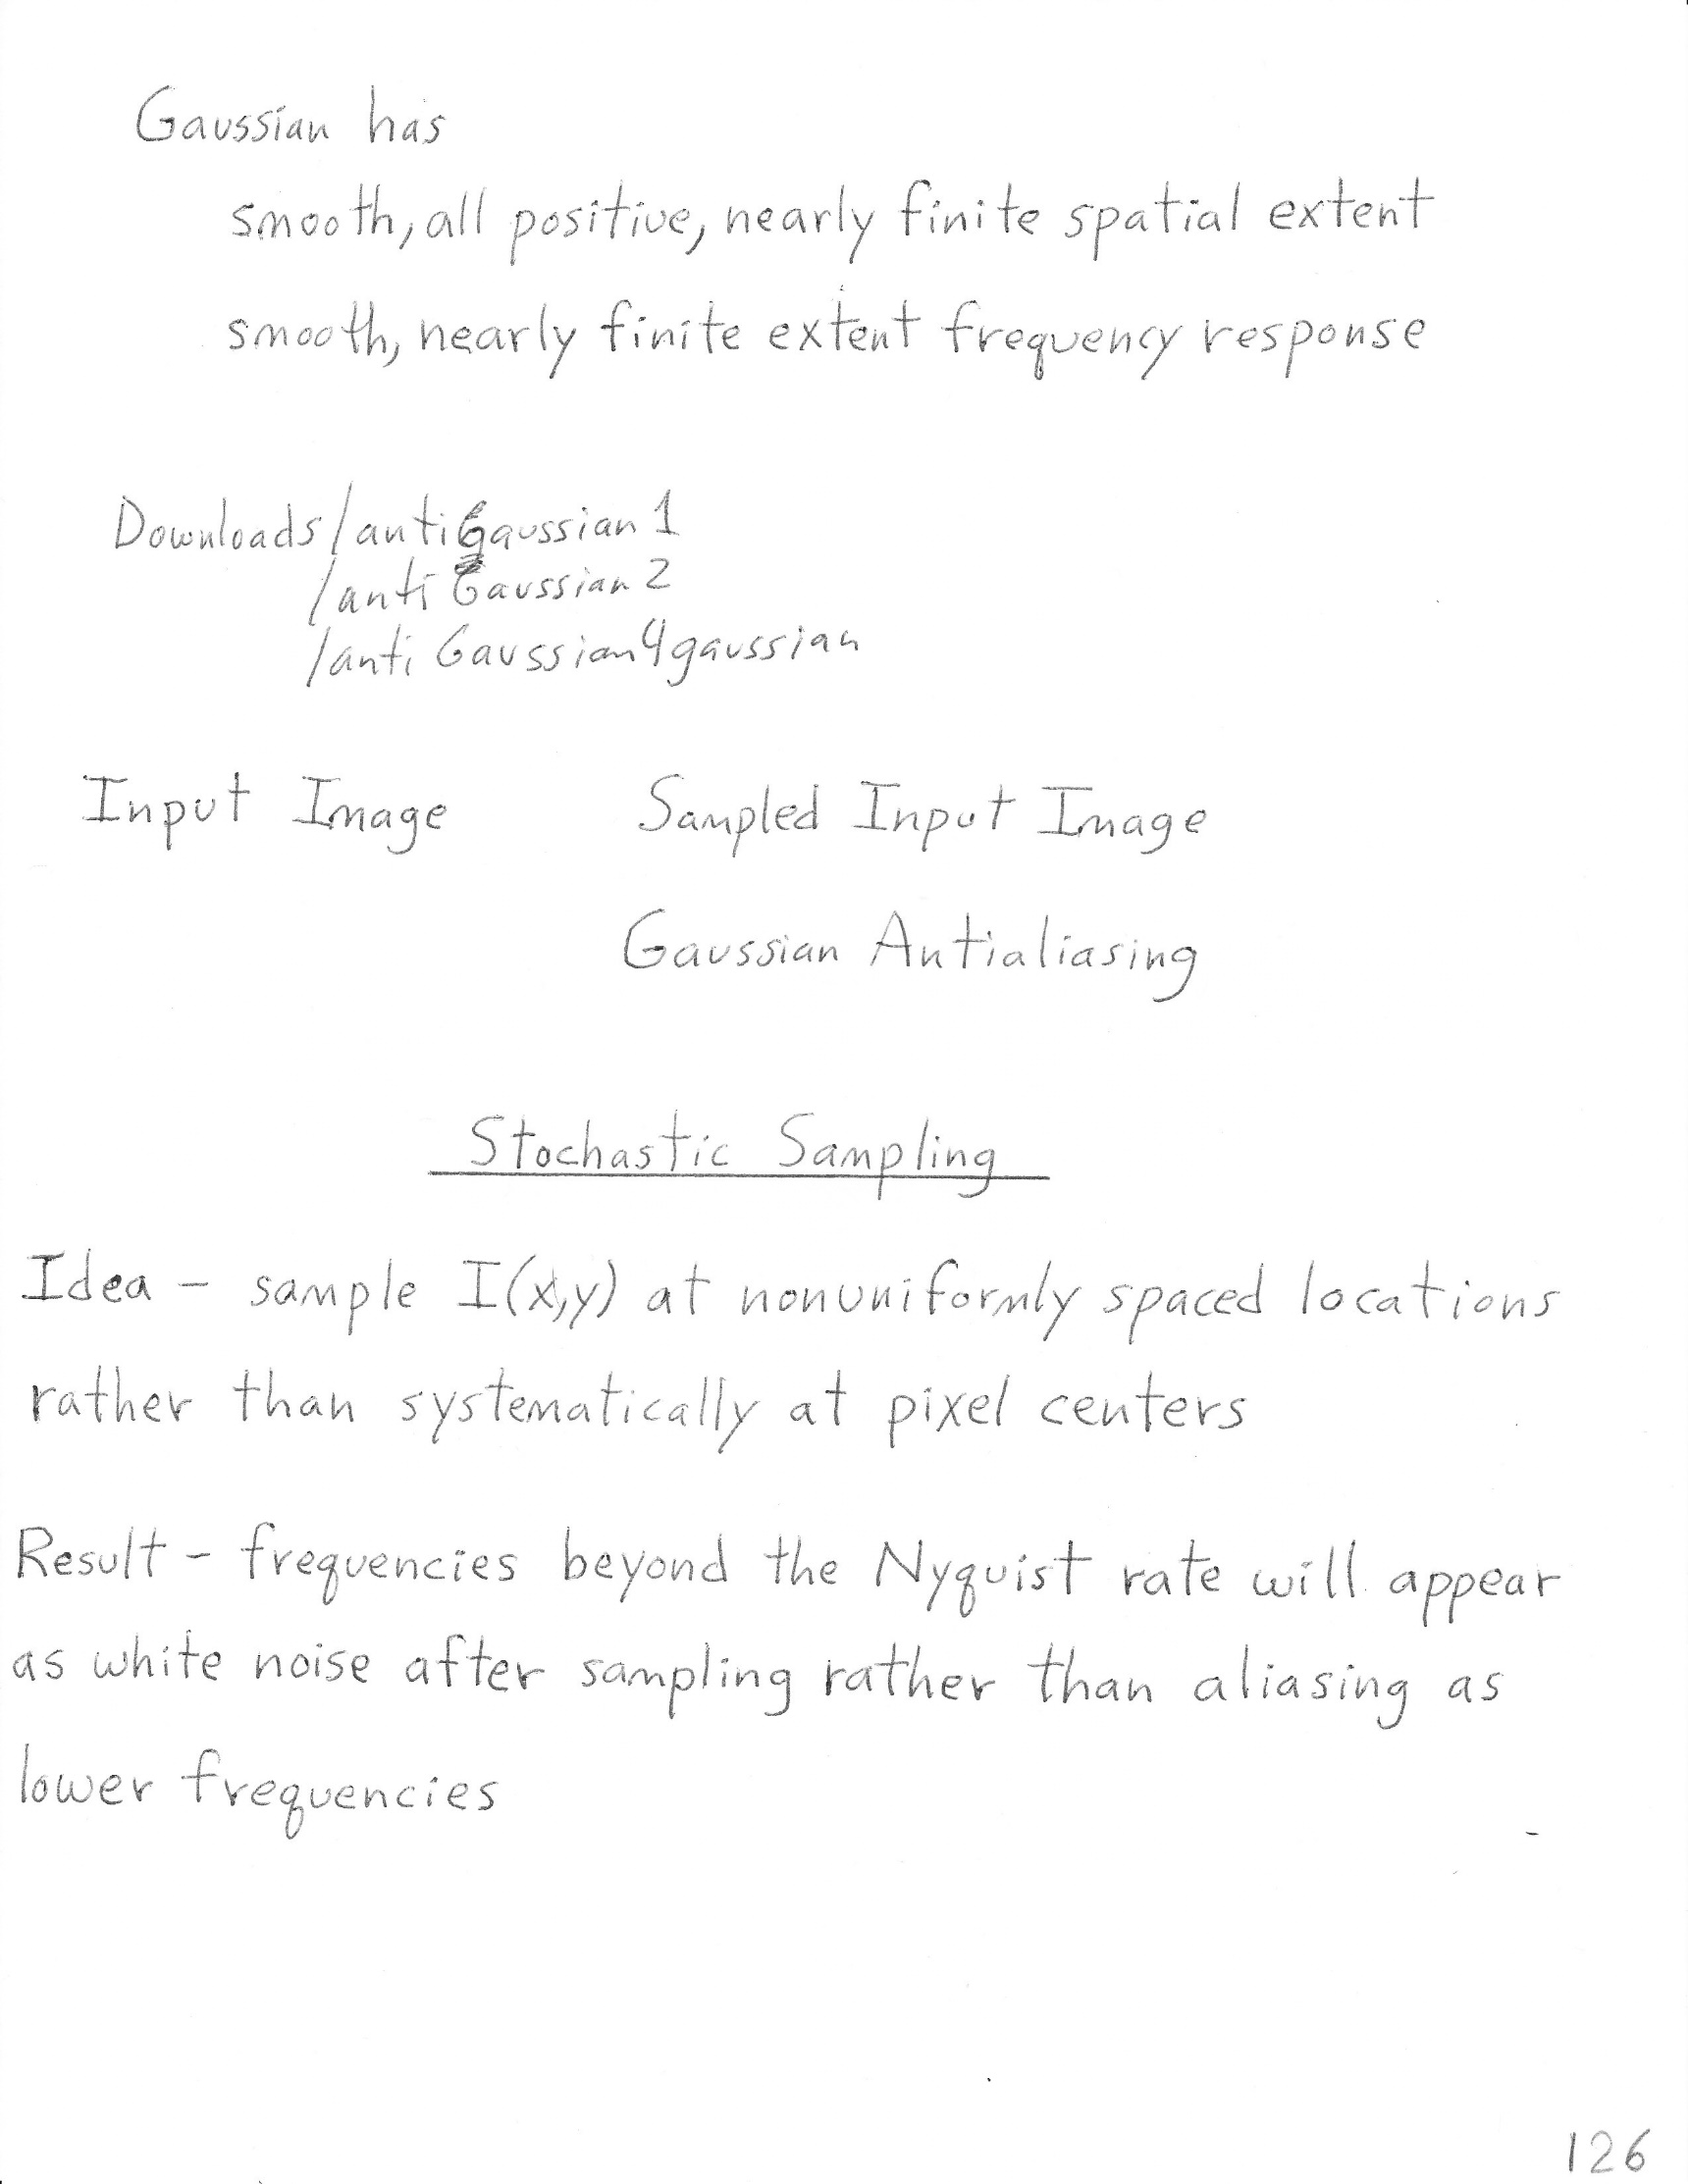 Gaussian has
smooth, all positive, nearly finite spatial extent
smooth, nearly finite extent frequency response
Downloads/antiGaussian1
/antiGaussian2
/antiGaussian4gaussian
Input Image Sampled Input Image
Gaussian Antialiasing
Stochastic Sampling
Idea - sample I(x,y) at nonuniformly spaced locations
rather than systematically at pixel centers
Result - frequencies beyond the Nyquist rate will appear
as white noise after sampling rather than aliasing as
lower frequencies
126